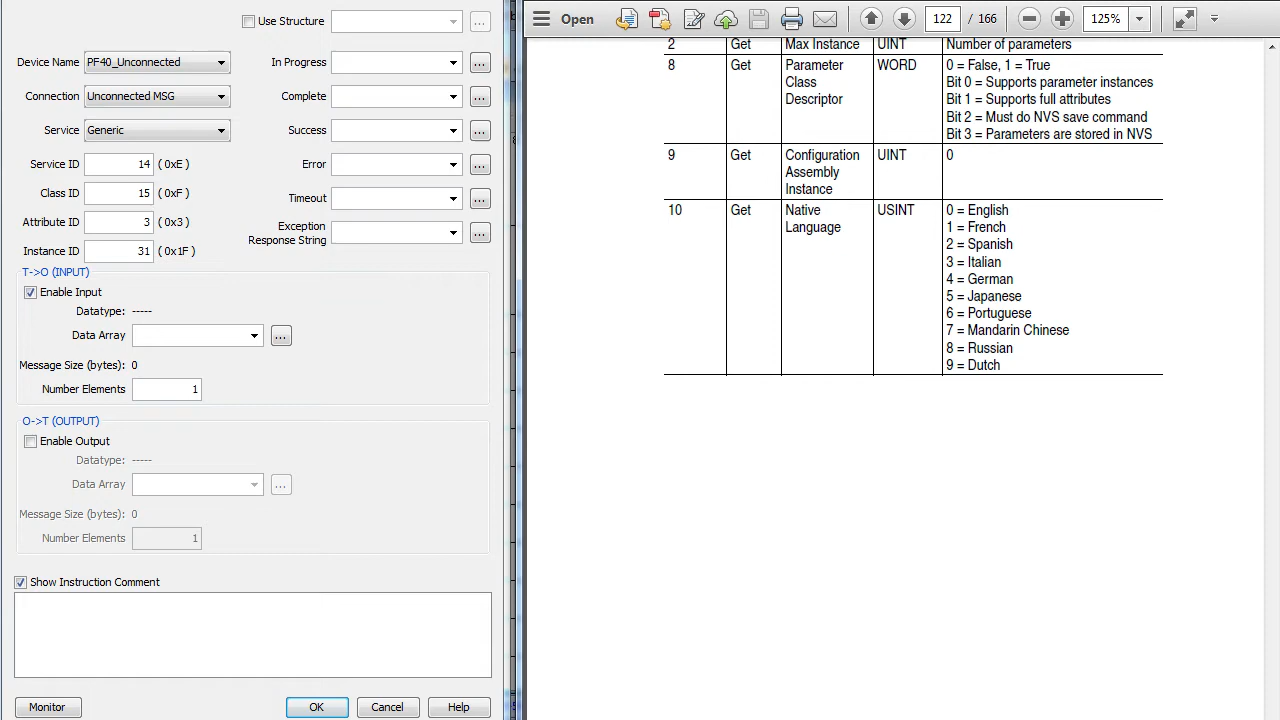 Use Structure
...
Device Name PF40_Unconnected
In Progress ...
Connection Unconnected MSG
Complete ...
Service Generic
Success ...
Service ID 14 ( 0xE )
Error ...
Class ID 15 ( 0xF )
Timeout ...
Attribute ID 3 ( 0x3 )
Exception
Response String ...
Instance ID 31 ( 0x1F )
T->O (INPUT)
Enable Input
Datatype: -----
Data Array ...
Message Size (bytes): 0
Number Elements 1
O->T (OUTPUT)
Enable Output
Datatype: -----
Data Array ...
Message Size (bytes): 0
Number Elements 1
Show Instruction Comment
Monitor OK Cancel Help
Open 122 / 166 125%
2 Get Max Instance UINT Number of parameters
8 Get Parameter WORD 0 = False, 1 = True
Class Bit 0 = Supports parameter instances
Descriptor Bit 1 = Supports full attributes
Bit 2 = Must do NVS save command
Bit 3 = Parameters are stored in NVS
9 Get Configuration UINT 0
Assembly
Instance
10 Get Native USINT 0 = English
Language 1 = French
2 = Spanish
3 = Italian
4 = German
5 = Japanese
6 = Portuguese
7 = Mandarin Chinese
8 = Russian
9 = Dutch